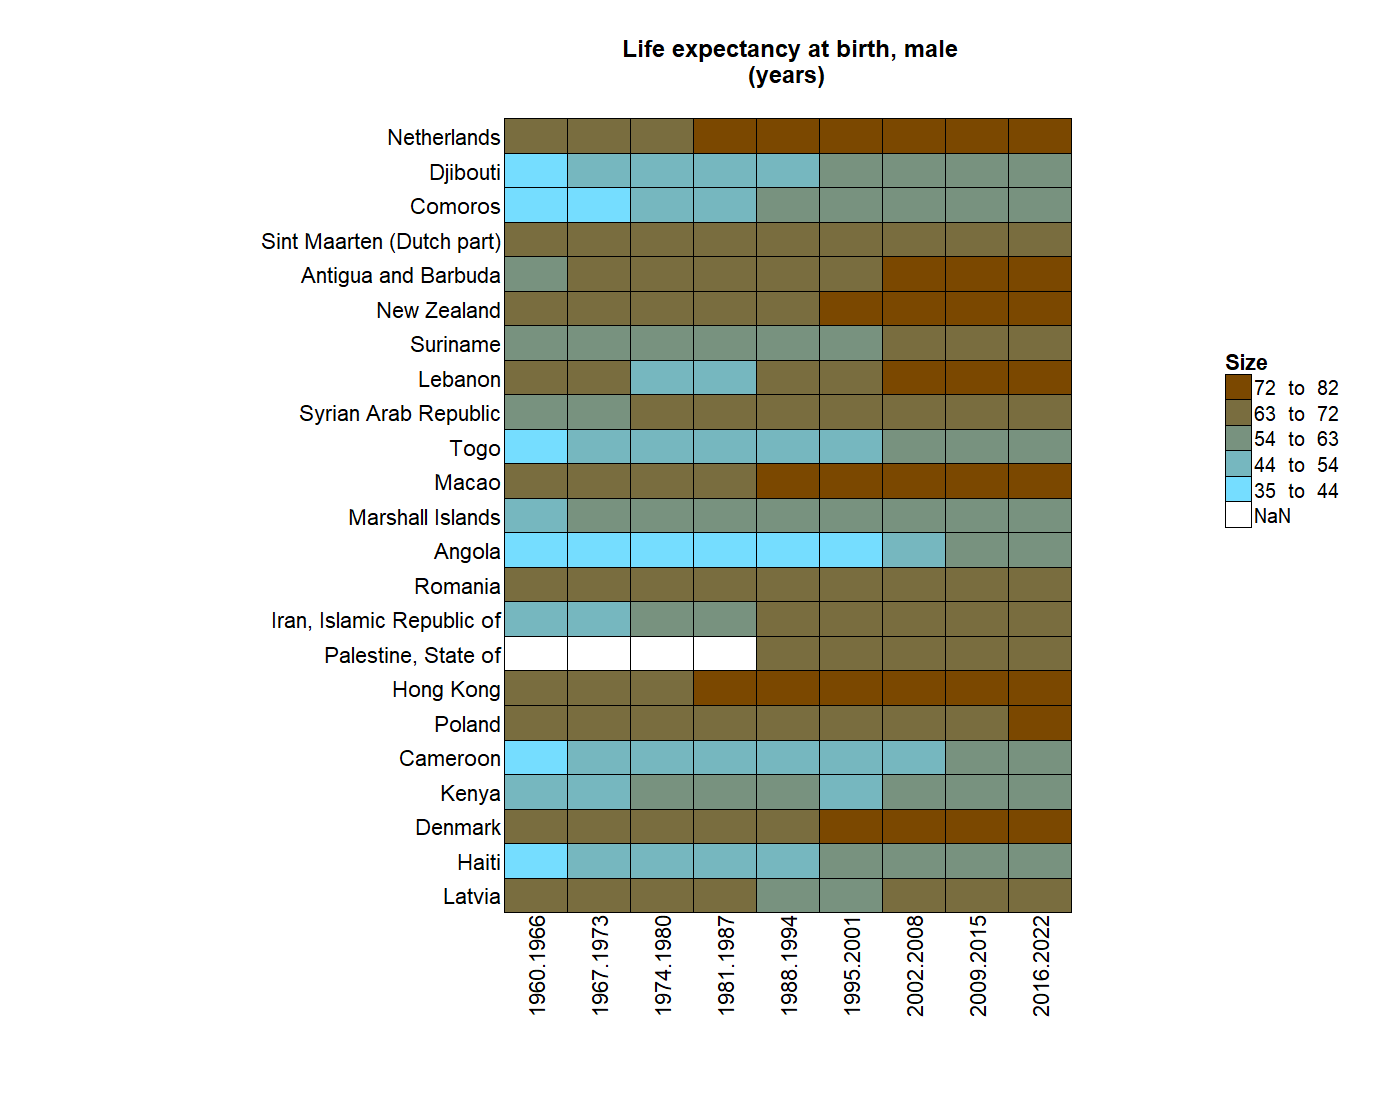 Life expectancy at birth, male
(years)
Netherlands
Djibouti
Comoros
Sint Maarten (Dutch part)
Antigua and Barbuda
New Zealand
Suriname
Lebanon
Syrian Arab Republic
Togo
Macao
Marshall Islands
Angola
Romania
Iran, Islamic Republic of
Palestine, State of
Hong Kong
Poland
Cameroon
Kenya
Denmark
Haiti
Latvia
1960.1966
1967.1973
1974.1980
1981.1987
1988.1994
1995.2001
2002.2008
2009.2015
2016.2022
Size
72 to 82
63 to 72
54 to 63
44 to 54
35 to 44
NaN